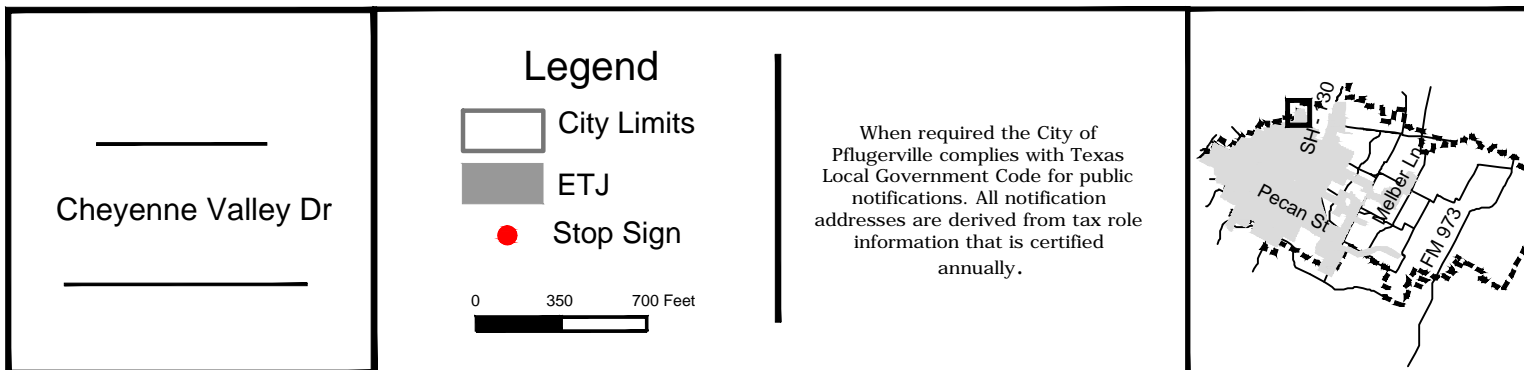 Cheyenne Valley Dr
Legend
City Limits
ETJ
Stop Sign
0 350 700 Feet
When required the City of
Pflugerville complies with Texas
Local Government Code for public
notifications. All notification
addresses are derived from tax role
information that is certified
annually.
SH - 130
Pecan St
Melber Ln
FM 973